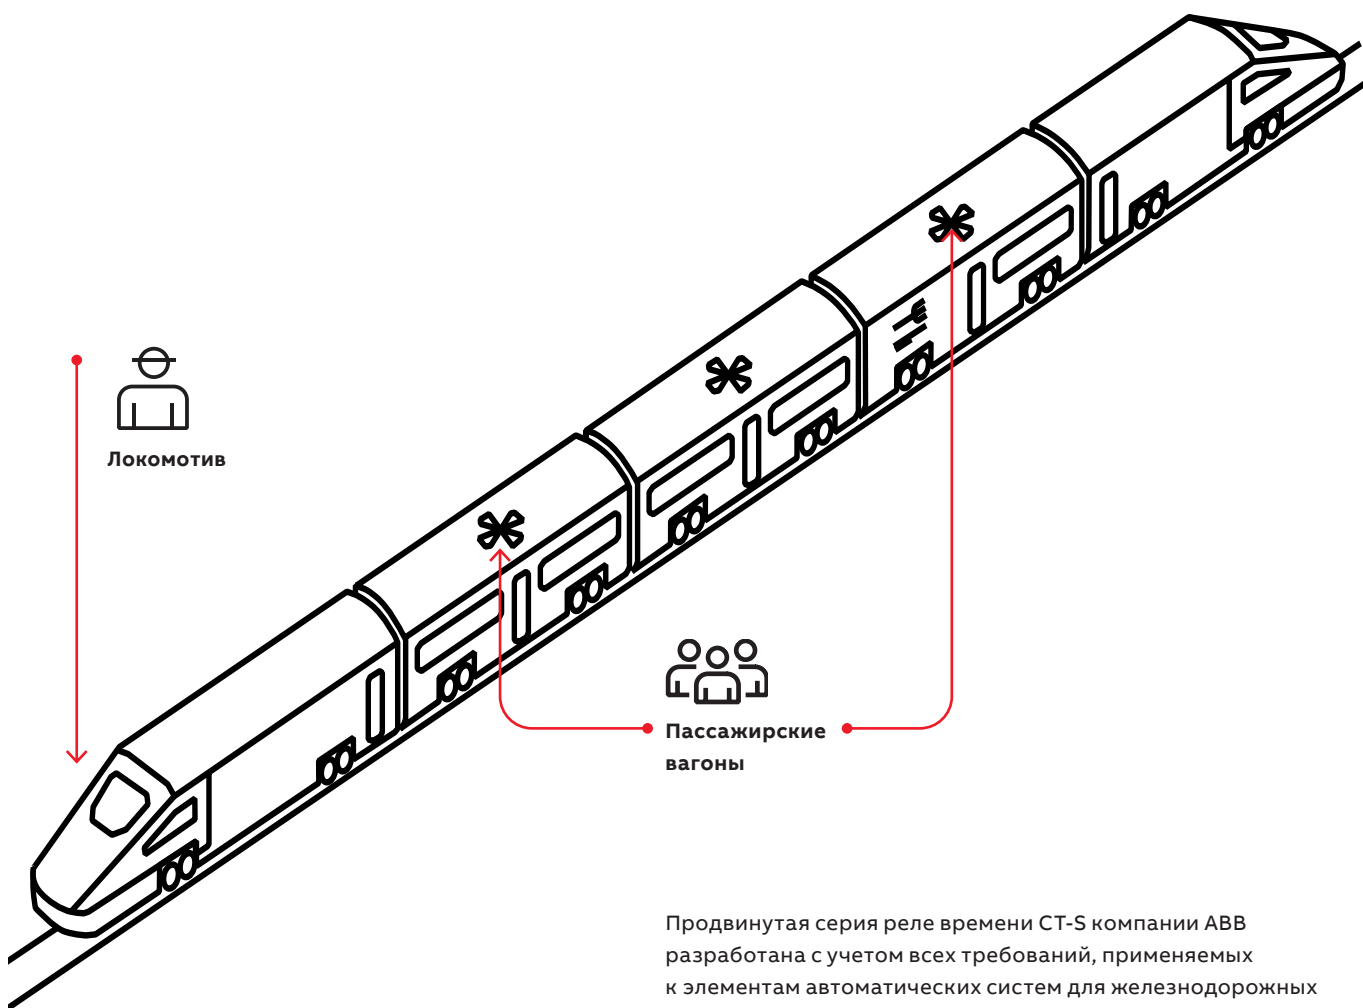 Локомотив
Пассажирские
вагоны
Продвинутая серия реле времени CT-S компании ABB
разработана с учетом всех требований, применяемых
к элементам автоматических систем для железнодорожных